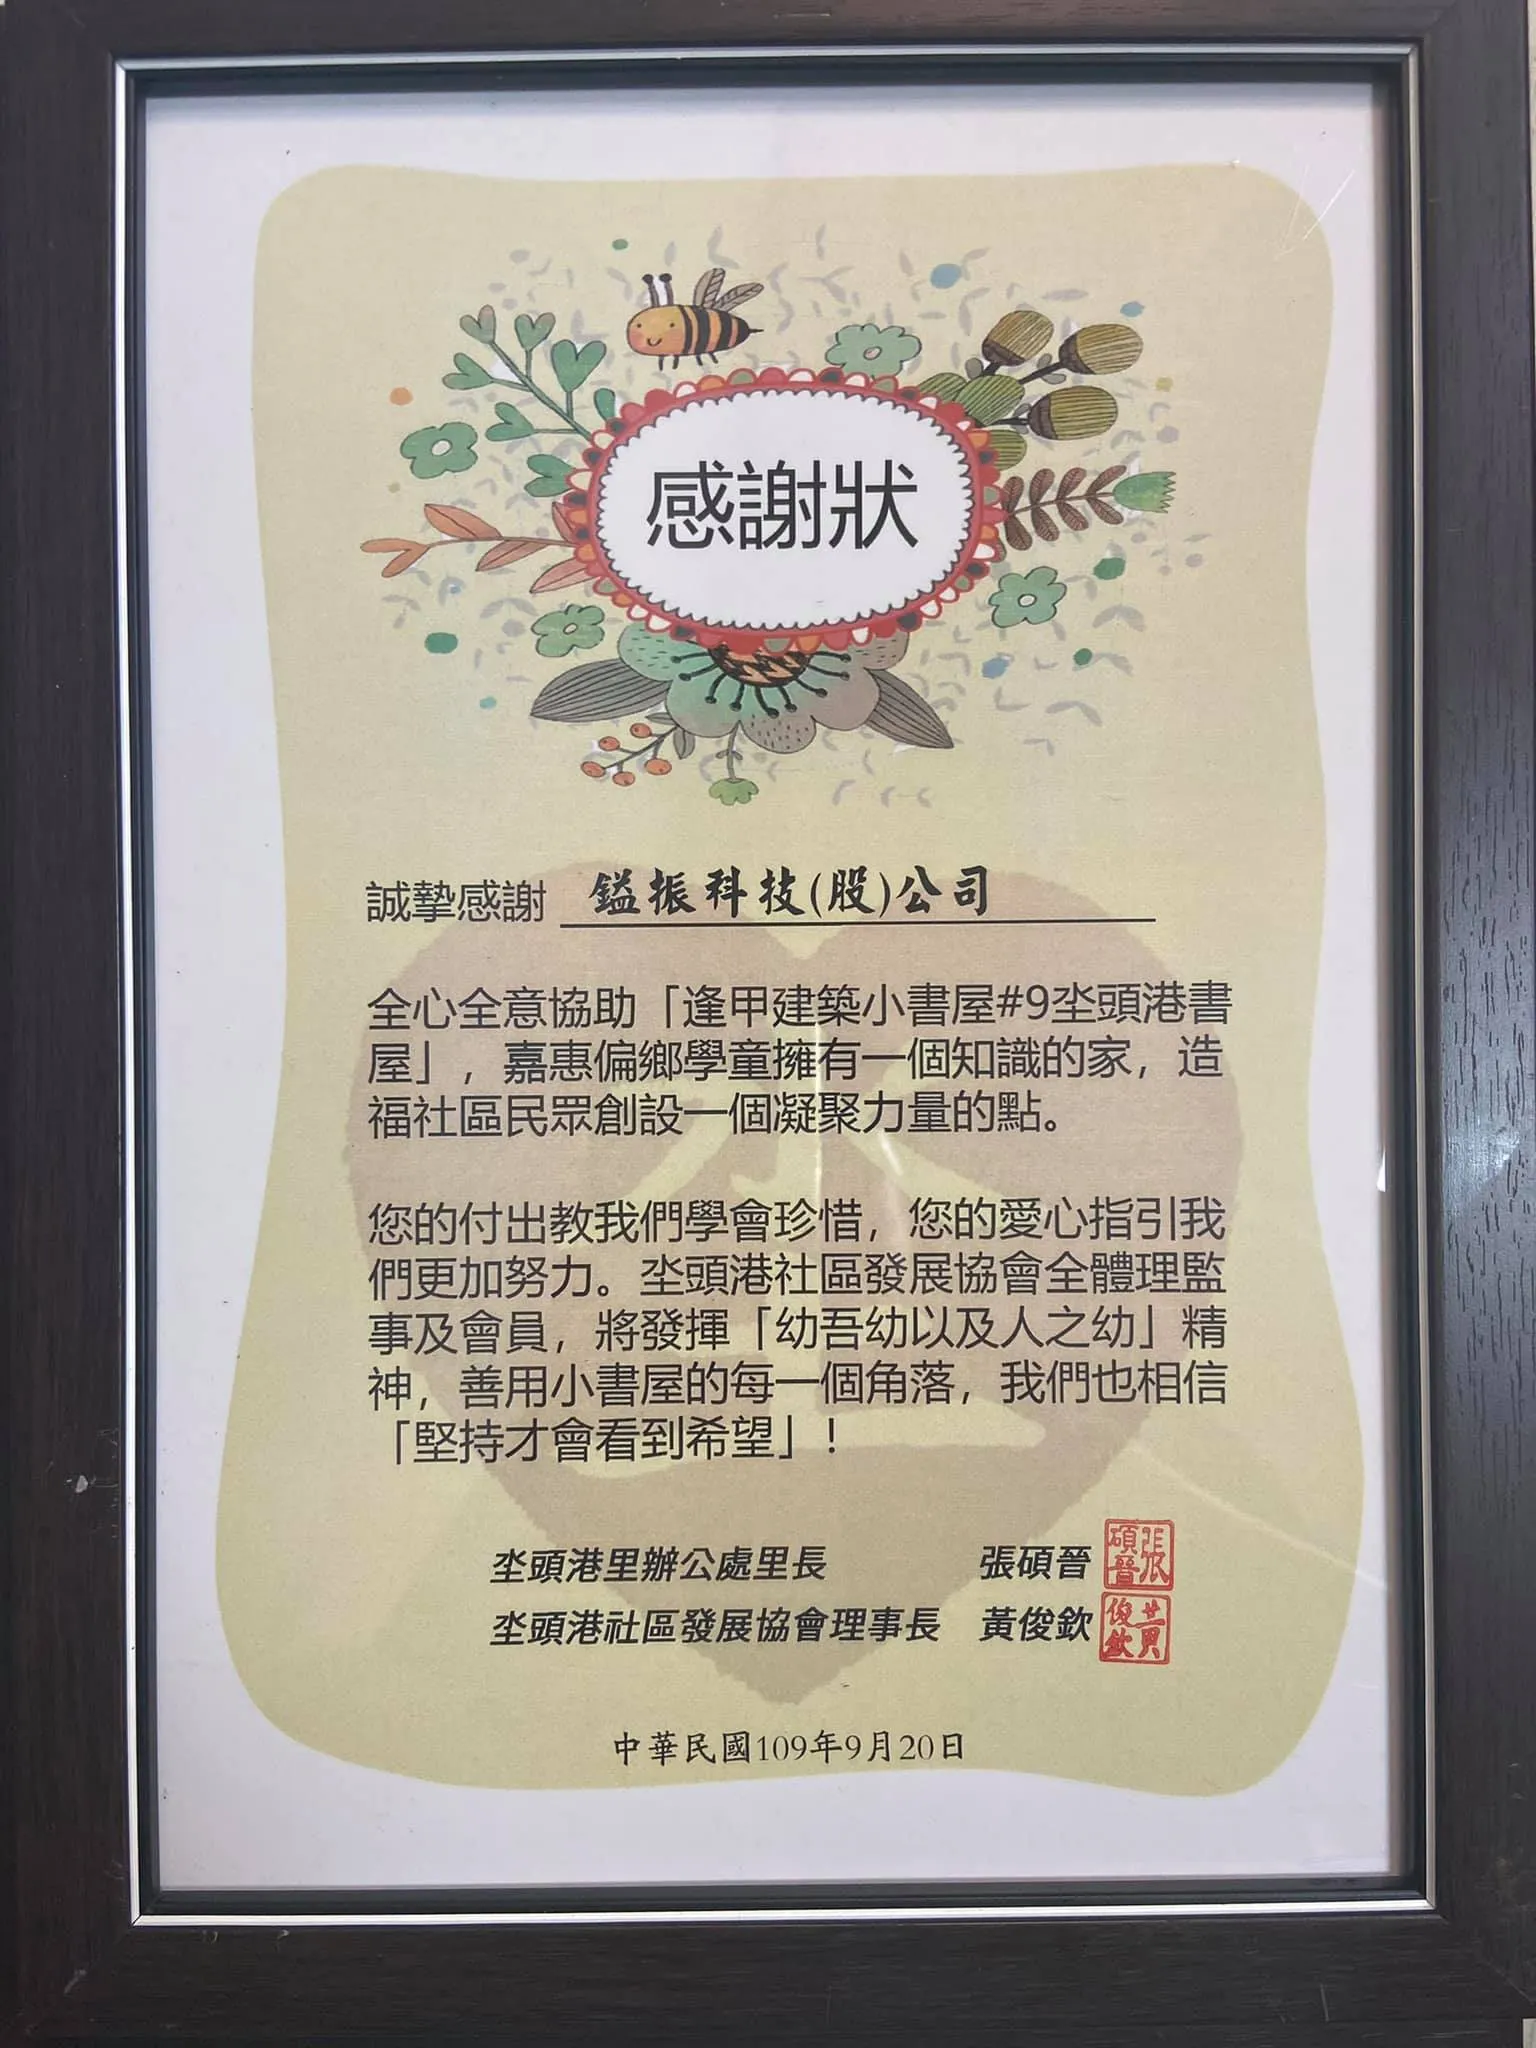 感謝狀
誠摯感謝 鎰振科技(股)公司
全心全意協助「逢甲建築小書屋#9坔頭港書
屋」，嘉惠偏鄉學童擁有一個知識的家，造
福社區民眾創設一個凝聚力量的點。
您的付出教我們學會珍惜，您的愛心指引我
們更加努力。坔頭港社區發展協會全體理監
事及會員，將發揮「幼吾幼以及人之幼」精
神，善用小書屋的每一個角落，我們也相信
「堅持才會看到希望」！
坔頭港里辦公處里長 張碩晉 張碩晉
坔頭港社區發展協會理事長 黃俊欽 黃俊欽
中華民國109年9月20日